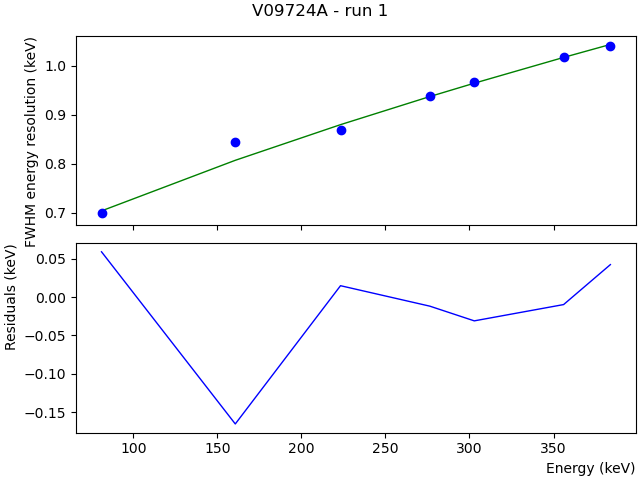 V09724A - run 1
FWHM energy resolution (keV)
1.0
0.9
0.8
0.7
Residuals (keV)
0.05
0.00
−0.05
−0.10
−0.15
100 150 200 250 300 350
Energy (keV)